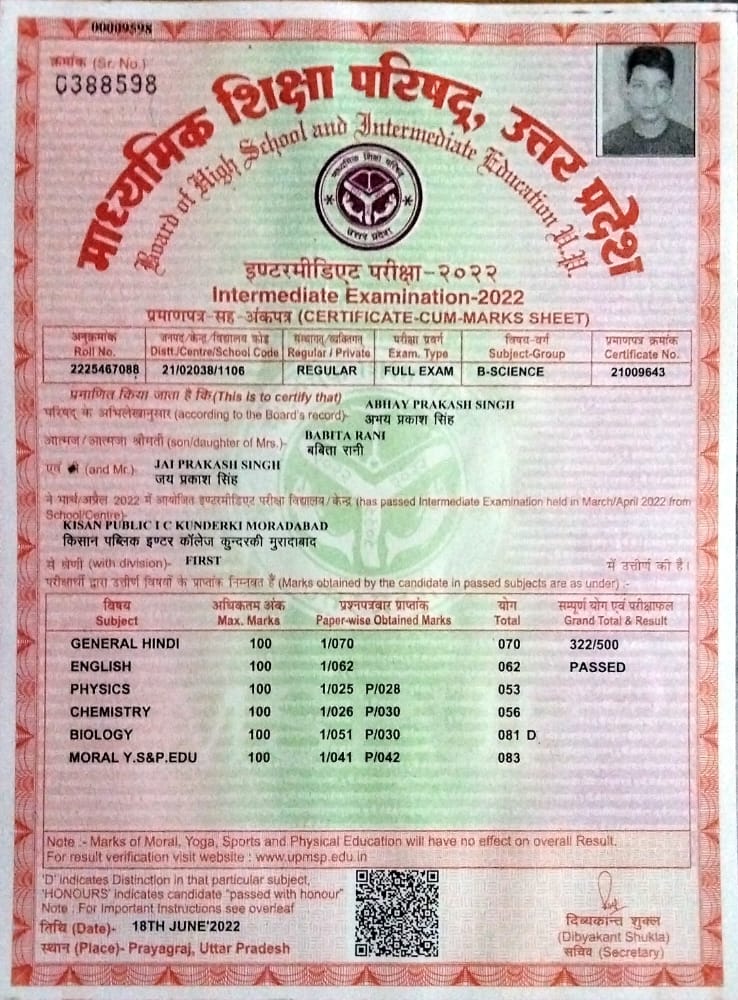 00009598
क्रमांक (Sr. No.)
0388598
माध्यमिक शिक्षा परिषद्, उत्तर प्रदेश
Board of High School and Intermediate Education U.P.
माध्यमिक शिक्षा परिषद्
उत्तर प्रदेश
इण्टरमीडिएट परीक्षा-२०२२
Intermediate Examination-2022
प्रमाणपत्र-सह-अंकपत्र (CERTIFICATE-CUM-MARKS SHEET)
अनुक्रमांक जनपद/केन्द्र/विद्यालय कोड संस्थागत/व्यक्तिगत परीक्षा प्रवर्ग विषय-वर्ग प्रमाणपत्र क्रमांक
Roll No. Distt./Centre/School Code Regular / Private Exam. Type Subject-Group Certificate No.
2225467088 21/02038/1106 REGULAR FULL EXAM B-SCIENCE 21009643
प्रमाणित किया जाता है कि (This is to certify that) ABHAY PRAKASH SINGH
परिषद् के अभिलेखानुसार (according to the Board's record)- अभय प्रकाश सिंह
आत्मज/आत्मजा श्रीमती (son/daughter of Mrs.)- BABITA RANI
बबिता रानी
एवं श्री (and Mr.) JAI PRAKASH SINGH
जय प्रकाश सिंह
ने मार्च/अप्रैल 2022 में आयोजित इण्टरमीडिएट परीक्षा विद्यालय/केन्द्र (has passed Intermediate Examination held in March/April 2022 from
School/Centre)-
KISAN PUBLIC I C KUNDERKI MORADABAD
किसान पब्लिक इण्टर कॉलेज कुन्दरकी मुरादाबाद
से श्रेणी (with division)- FIRST में उत्तीर्ण की है।
परीक्षार्थी द्वारा उत्तीर्ण विषयों के प्राप्तांक निम्नवत हैं (Marks obtained by the candidate in passed subjects are as under) :-
विषय अधिकतम अंक प्रश्नपत्रवार प्राप्तांक योग सम्पूर्ण योग एवं परीक्षाफल
Subject Max. Marks Paper-wise Obtained Marks Total Grand Total & Result
GENERAL HINDI 100 1/070 070 322/500
ENGLISH 100 1/062 062 PASSED
PHYSICS 100 1/025 P/028 053
CHEMISTRY 100 1/026 P/030 056
BIOLOGY 100 1/051 P/030 081 D
MORAL Y.S&P.EDU 100 1/041 P/042 083
Note :- Marks of Moral, Yoga, Sports and Physical Education will have no effect on overall Result.
For result verification visit website : www.upmsp.edu.in
'D' indicates Distinction in that particular subject,
'HONOURS' indicates candidate "passed with honour"
Note : For Important Instructions see overleaf
तिथि (Date)- 18TH JUNE'2022
स्थान (Place)- Prayagraj, Uttar Pradesh
दिव्यकान्त शुक्ल
(Dibyakant Shukla)
सचिव (Secretary)